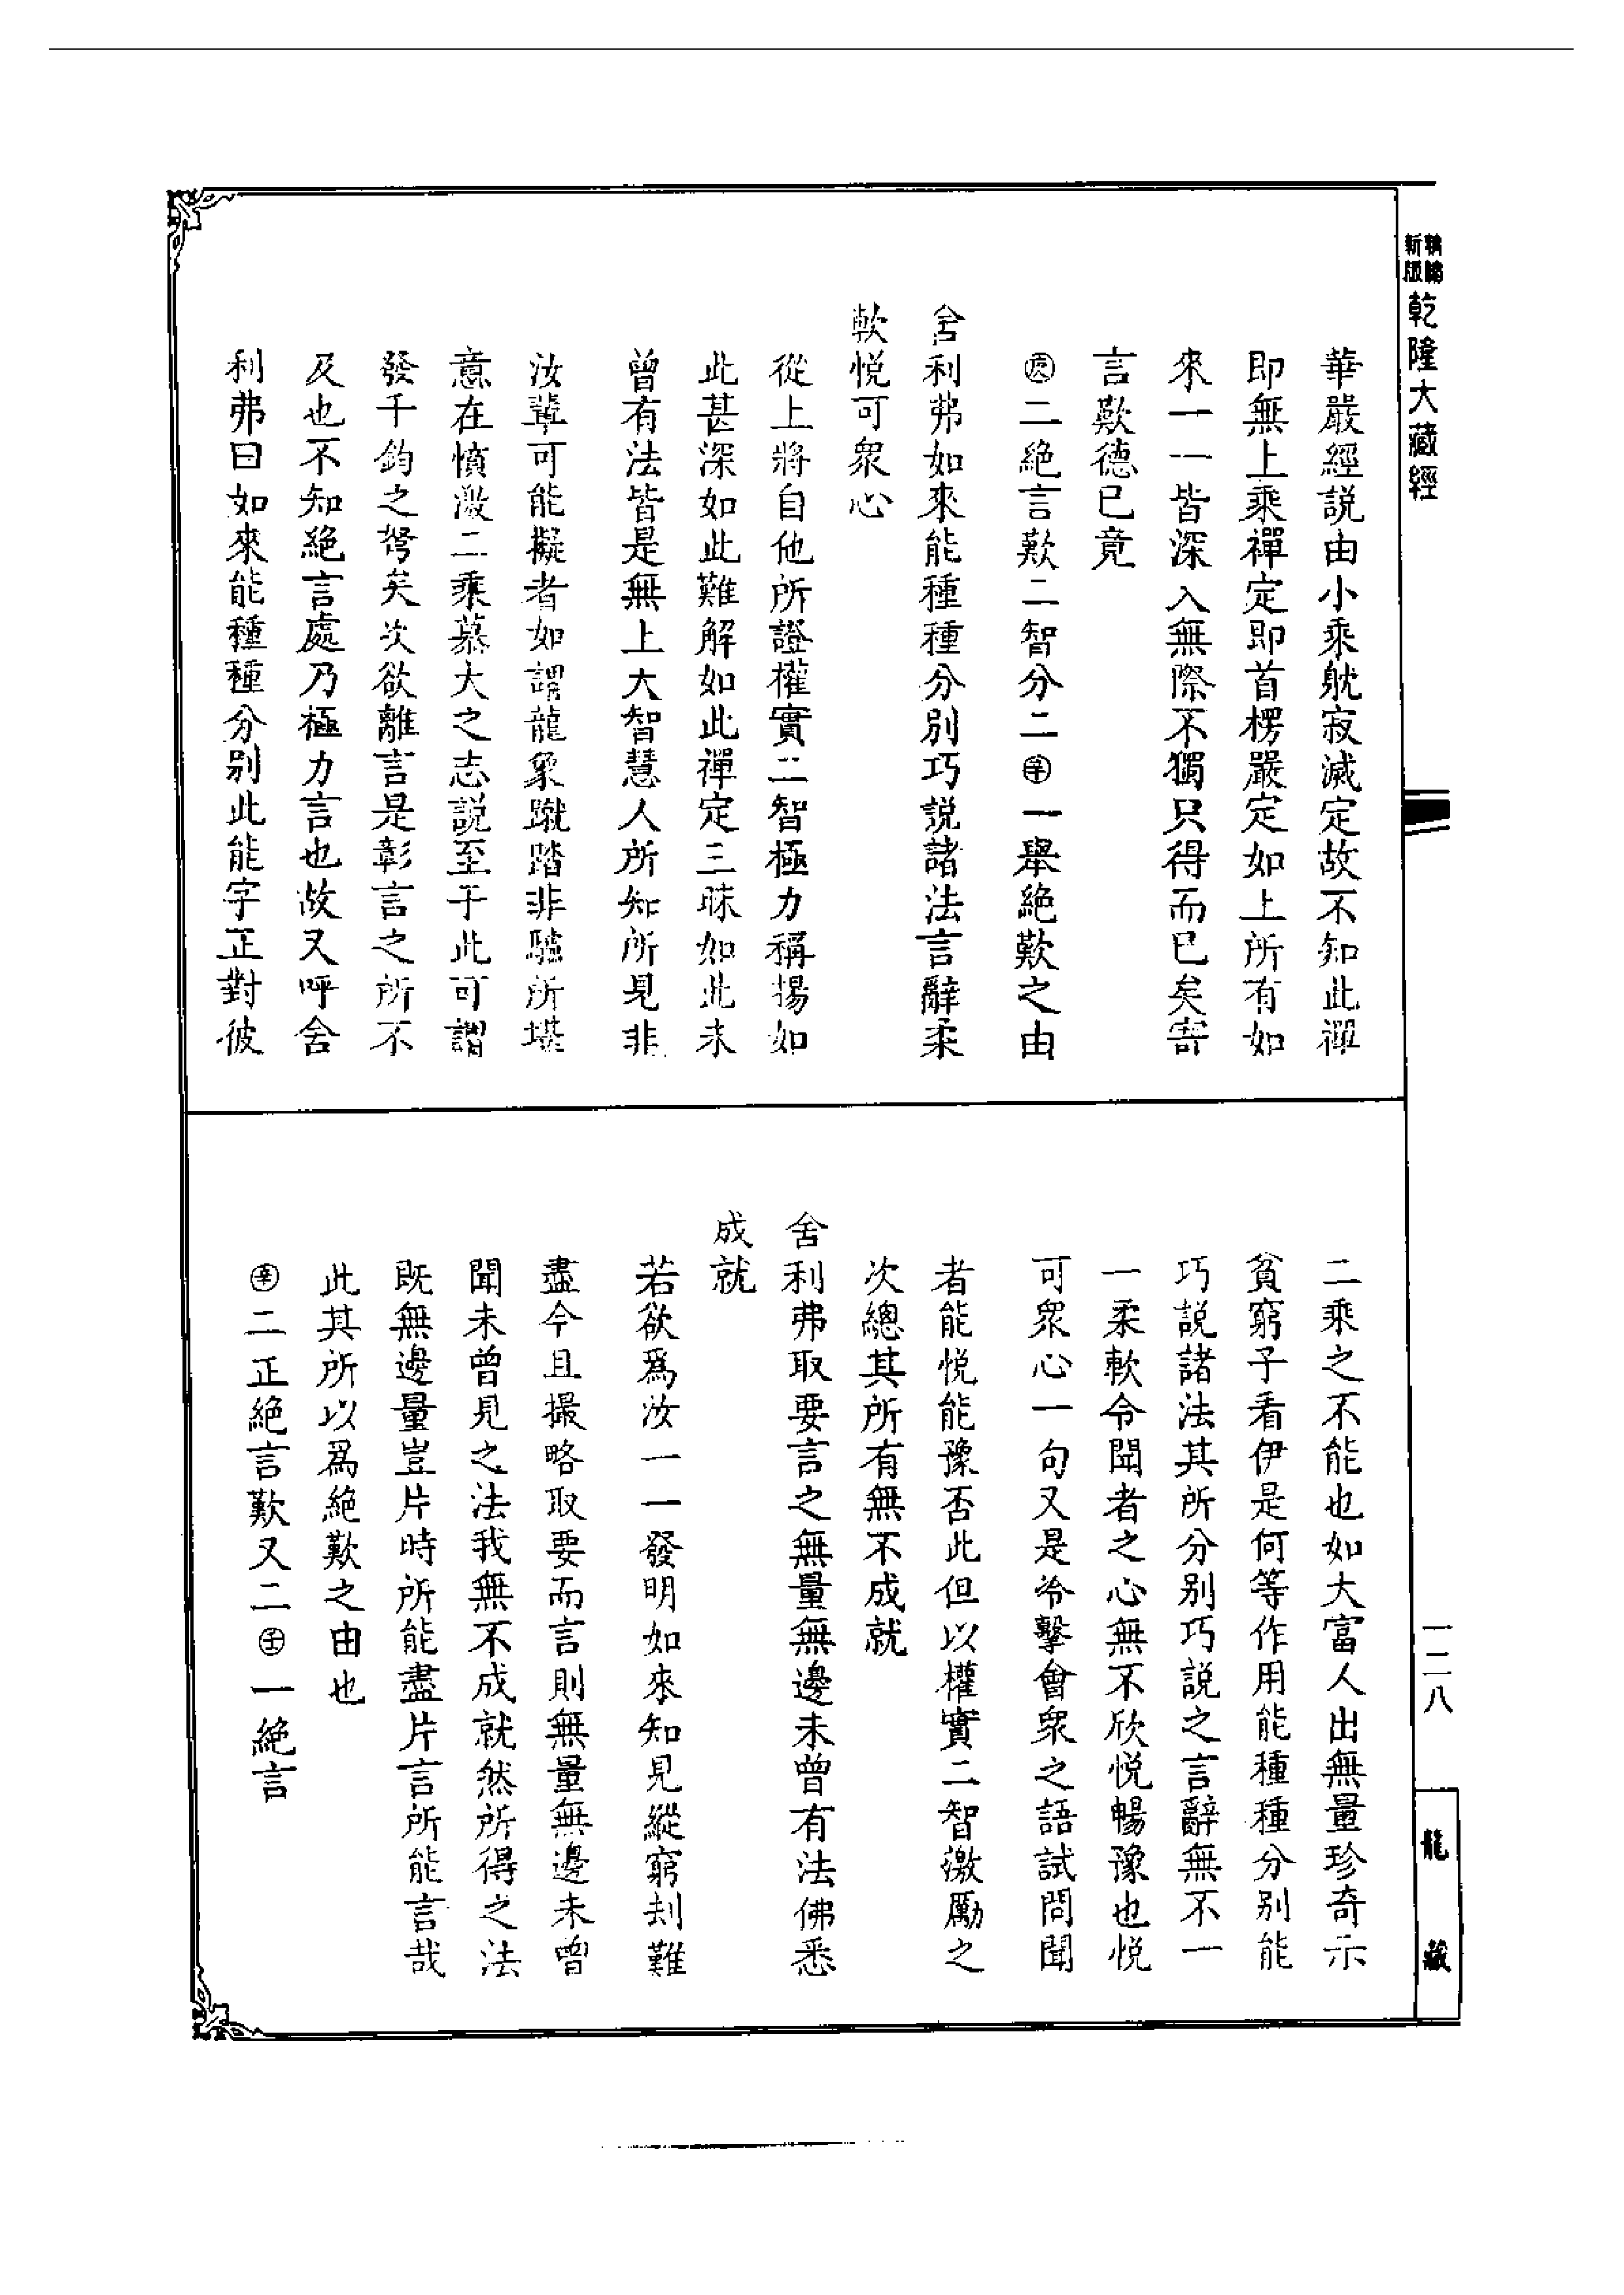 新編
新版
乾隆大藏經
華嚴經説由小乘躭寂滅定故不知此禪
即無上乘禪定即首楞嚴定如上所有如
來一一皆深入無際不獨只得而已矣寄
言歎德已竟
㊍二絕言歎二智分二㊛一舉絕歎之由
舍利弗如來能種種分別巧説諸法言辭柔
軟悦可眾心
從上將自他所證權實二智極力稱揚如
此甚深如此難解如此禪定三昧如此未
曾有法皆是無上大智慧人所知所見非
汝輩可能擬者如謂龍象蹴踏非驢所堪
意在憤激二乘慕大之志説至于此可謂
發千鈞之弩矣次欲離言是彰言之所不
及也不知絕言處乃極力言也故又呼舍
利弗曰如來能種種分別此能字正對彼
二乘之不能也如大富人出無量珍奇示
貧窮子看伊是何等作用能種種分別能
巧説諸法其所分別巧説之言辭無不一
一柔軟令聞者之心無不欣悦暢豫也悦
可眾心一句又是冷擊會眾之語試問聞
者能悦能豫否此但以權實二智激勵之
次總其所有無不成就
舍利弗取要言之無量無邊未曾有法佛悉
成就
若欲爲汝一一發明如來知見縱窮刦難
盡今且撮略取要而言則無量無邊未曾
聞未曾見之法我無不成就然所得之法
既無邊量豈片時所能盡片言所能言哉
此其所以爲絕歎之由也
二正絕言歎又二一絕言
一二八
龍藏